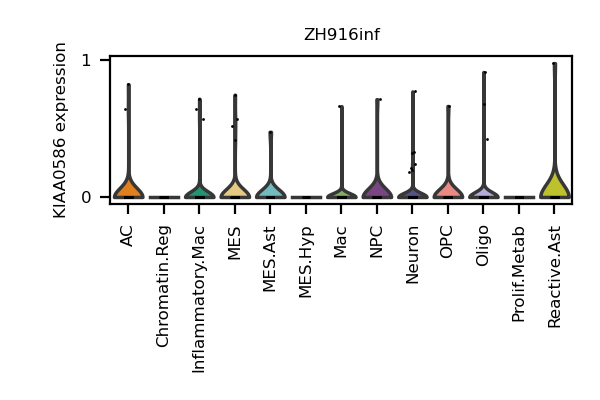 ZH916inf
KIAA0586 expression
1
0
AC
Chromatin.Reg
Inflammatory.Mac
MES
MES.Ast
MES.Hyp
Mac
NPC
Neuron
OPC
Oligo
Prolif.Metab
Reactive.Ast